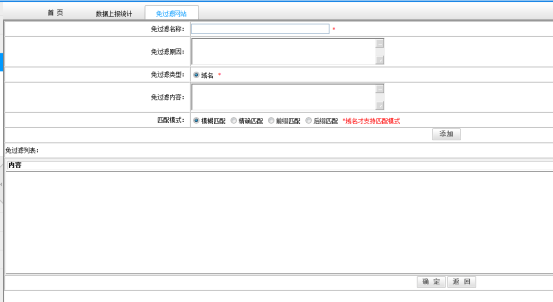 首 页 数据上报统计 免过滤网站
免过滤名称： *
免过滤原因：
免过滤类型： 域名 *
免过滤内容：
匹配模式： 模糊匹配 精确匹配 前缀匹配 后缀匹配 *域名才支持匹配模式
添加
免过滤列表：
内容
确 定 返 回